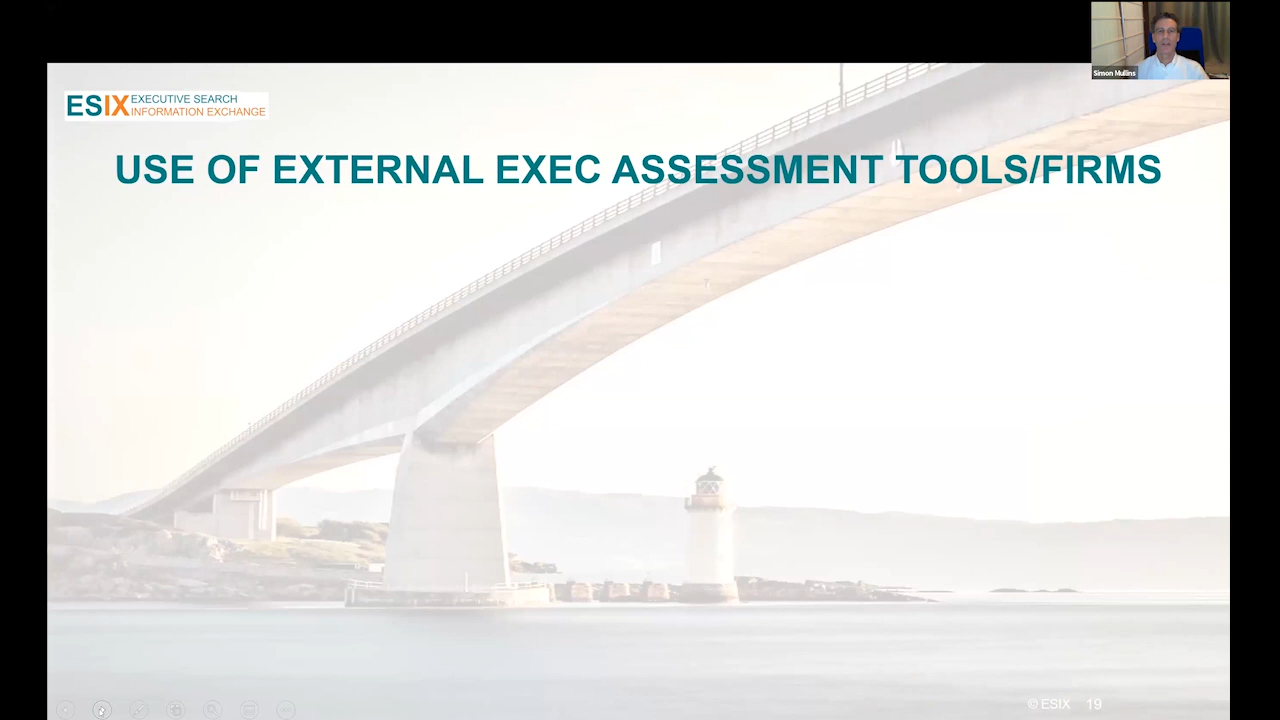 Simon Mullins
ESIX EXECUTIVE SEARCH
INFORMATION EXCHANGE
USE OF EXTERNAL EXEC ASSESSMENT TOOLS/FIRMS
© ESIX 19